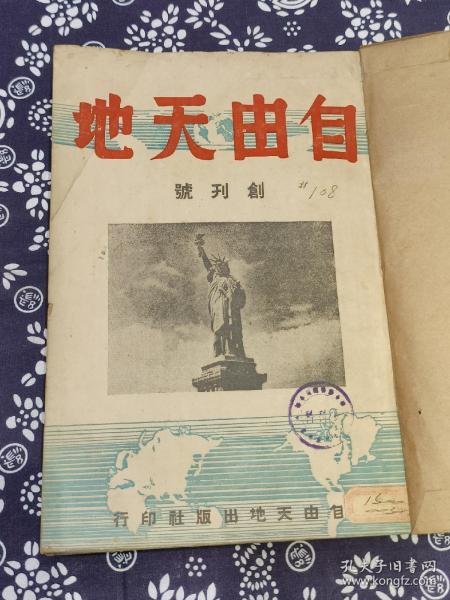 自由天地
創刊號
#108
自由天地出版社印行
孔夫子旧书网
kongfz.com